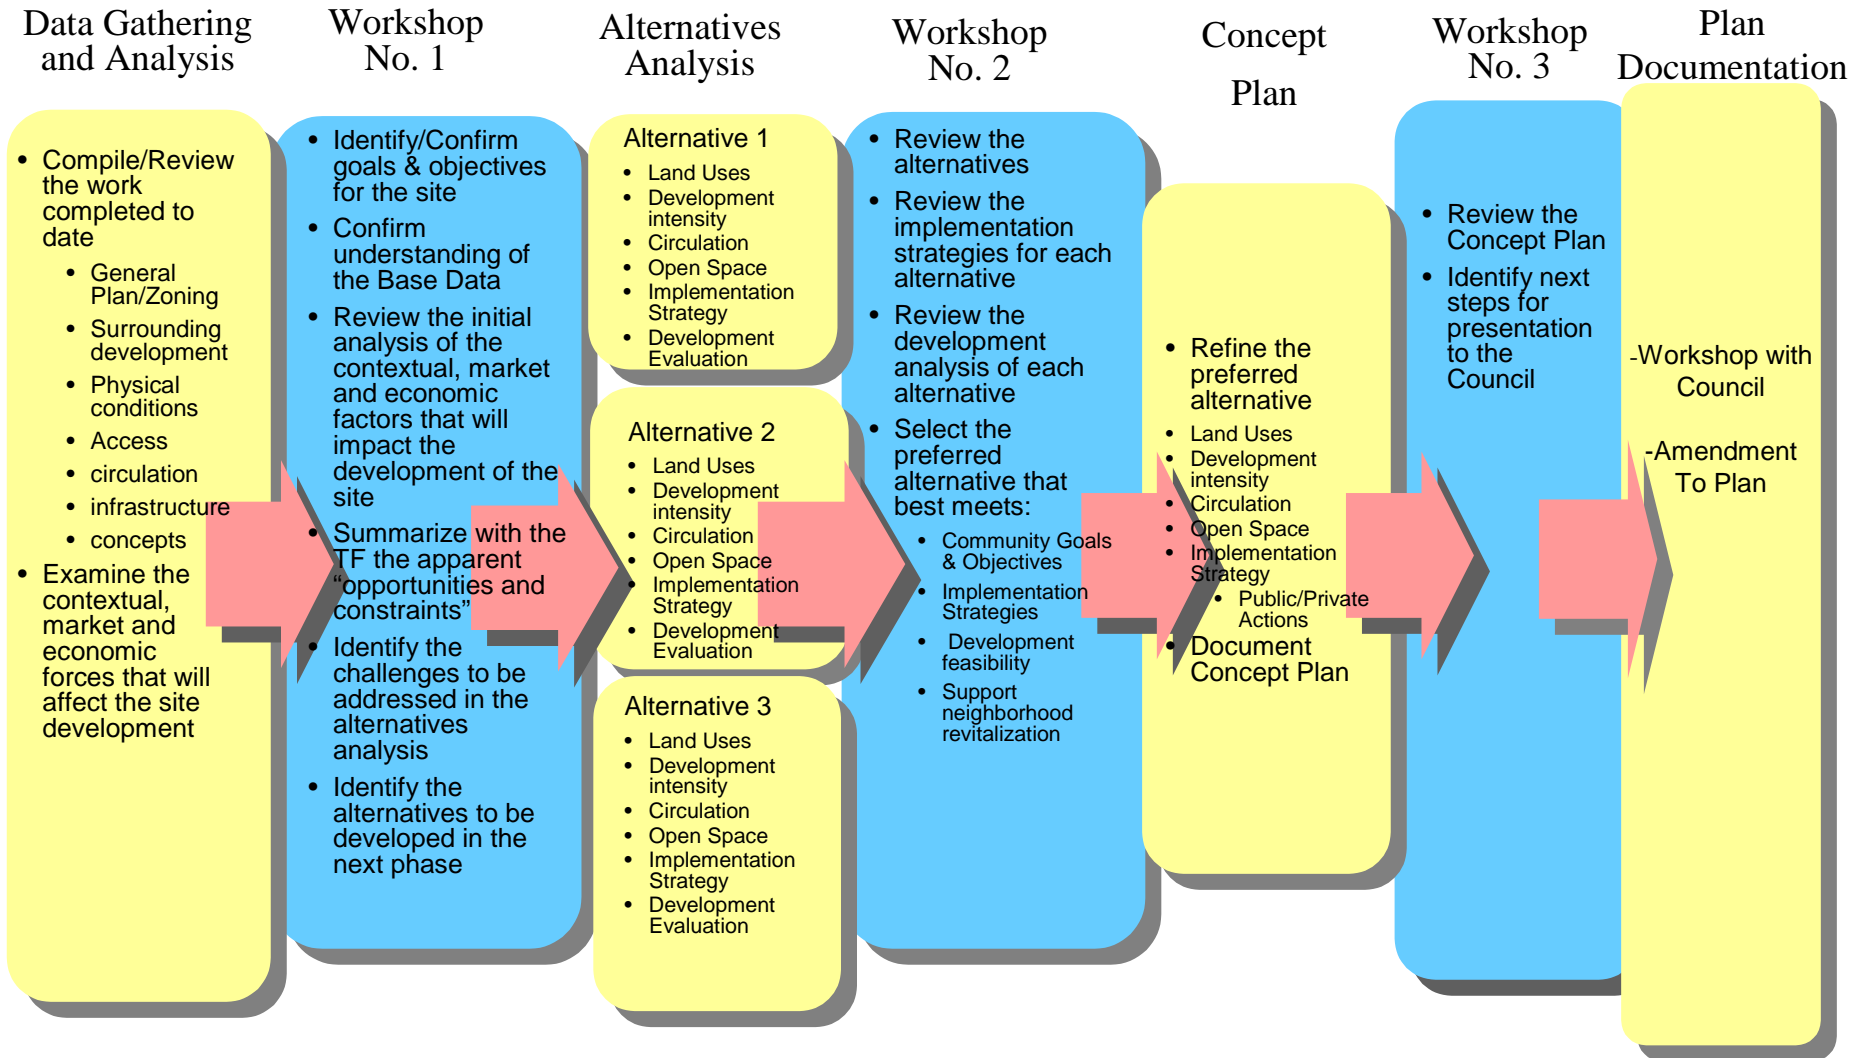 Data Gathering
and Analysis
• Compile/Review
the work
completed to
date
• General
Plan/Zoning
• Surrounding
development
• Physical
conditions
• Access
• circulation
• infrastructure
• concepts
• Examine the
contextual,
market and
economic
forces that will
affect the site
development
Workshop
No. 1
• Identify/Confirm
goals & objectives
for the site
• Confirm
understanding of
the Base Data
• Review the initial
analysis of the
contextual, market
and economic
factors that will
impact the
development of the
site
• Summarize with the
TF the apparent
“opportunities and
constraints”
• Identify the
challenges to be
addressed in the
alternatives
analysis
• Identify the
alternatives to be
developed in the
next phase
Alternatives
Analysis
Alternative 1
• Land Uses
• Development
intensity
• Circulation
• Open Space
• Implementation
Strategy
• Development
Evaluation
Alternative 2
• Land Uses
• Development
intensity
• Circulation
• Open Space
• Implementation
Strategy
• Development
Evaluation
Alternative 3
• Land Uses
• Development
intensity
• Circulation
• Open Space
• Implementation
Strategy
• Development
Evaluation
Workshop
No. 2
• Review the
alternatives
• Review the
implementation
strategies for each
alternative
• Review the
development
analysis of each
alternative
• Select the
preferred
alternative that
best meets:
• Community Goals
& Objectives
• Implementation
Strategies
• Development
feasibility
• Support
neighborhood
revitalization
Concept
Plan
• Refine the
preferred
alternative
• Land Uses
• Development
intensity
• Circulation
• Open Space
• Implementation
Strategy
• Public/Private
Actions
• Document
Concept Plan
Workshop
No. 3
• Review the
Concept Plan
• Identify next
steps for
presentation
to the
Council
Plan
Documentation
-Workshop with
Council
-Amendment
To Plan